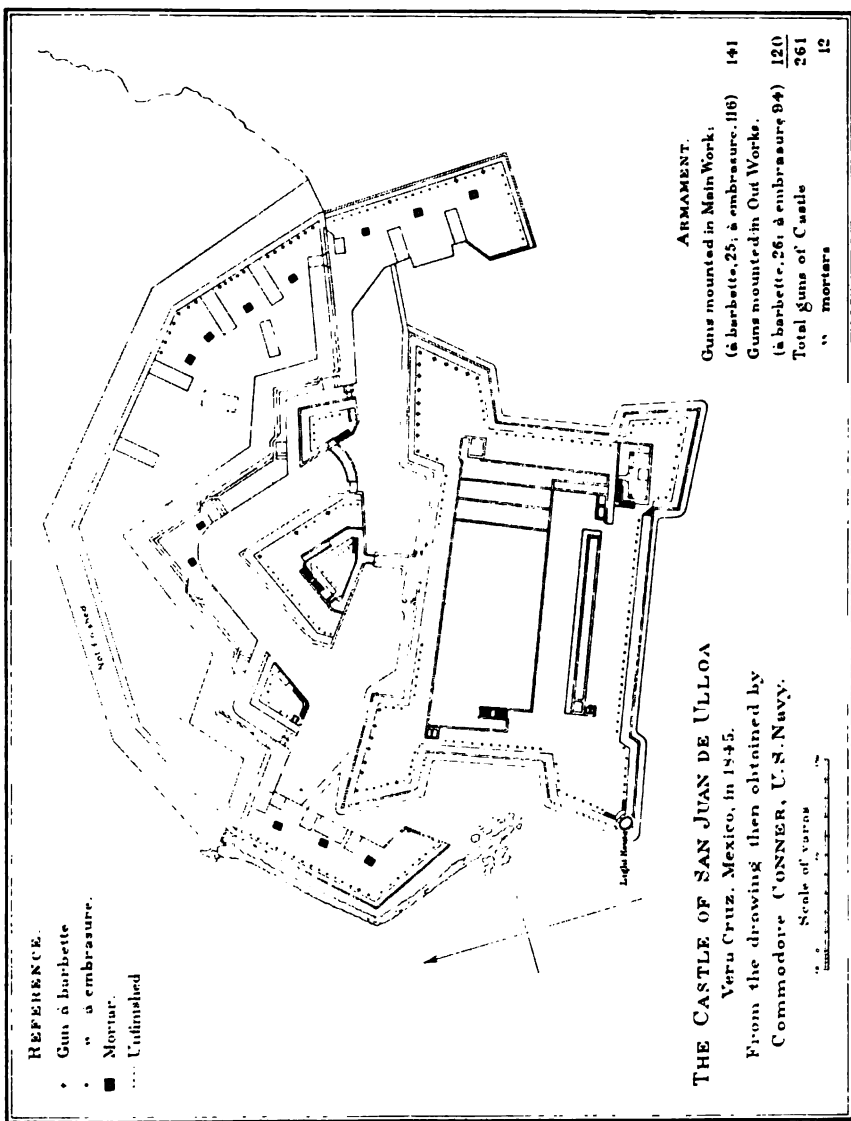 REFERENCE.
Gun à barbette
" à embrasure.
Mortar.
Unfinished
Not finished
Light House
ARMAMENT.
Guns mounted in Main Work:
(à barbette, 25; à embrasure, 116) 141
Guns mounted in Out Works.
(à barbette, 26; à embrasure, 94) 120
Total guns of Castle 261
" mortars 12
THE CASTLE OF SAN JUAN DE ULLOA
Vera Cruz, Mexico, in 1845.
From the drawing then obtained by
Commodore CONNER, U.S. Navy.
Scale of varas